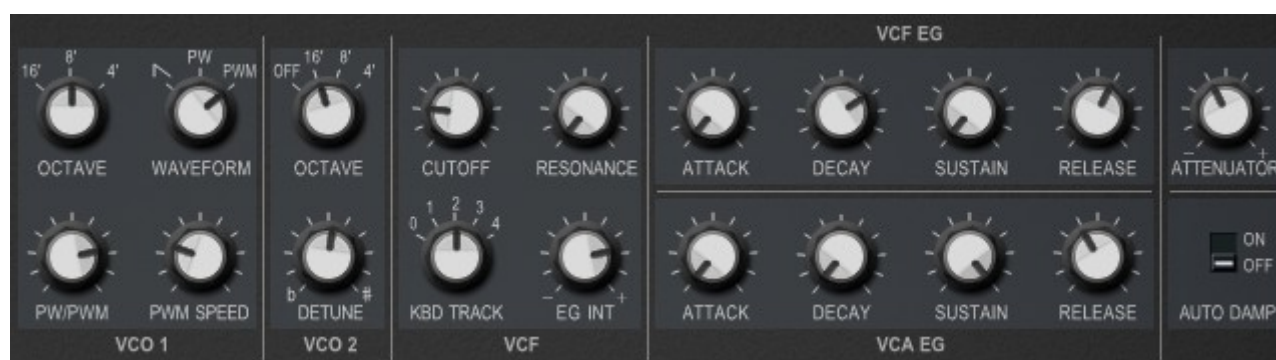 VCF EG
16' 8' 4'
PW PWM
OFF 16' 8' 4'
OCTAVE WAVEFORM OCTAVE CUTOFF RESONANCE ATTACK DECAY SUSTAIN RELEASE
- +
ATTENUATOR
0 1 2 3 4
ON
OFF
b #
- +
PW/PWM PWM SPEED DETUNE KBD TRACK EG INT ATTACK DECAY SUSTAIN RELEASE AUTO DAMP
VCO 1 VCO 2 VCF VCA EG